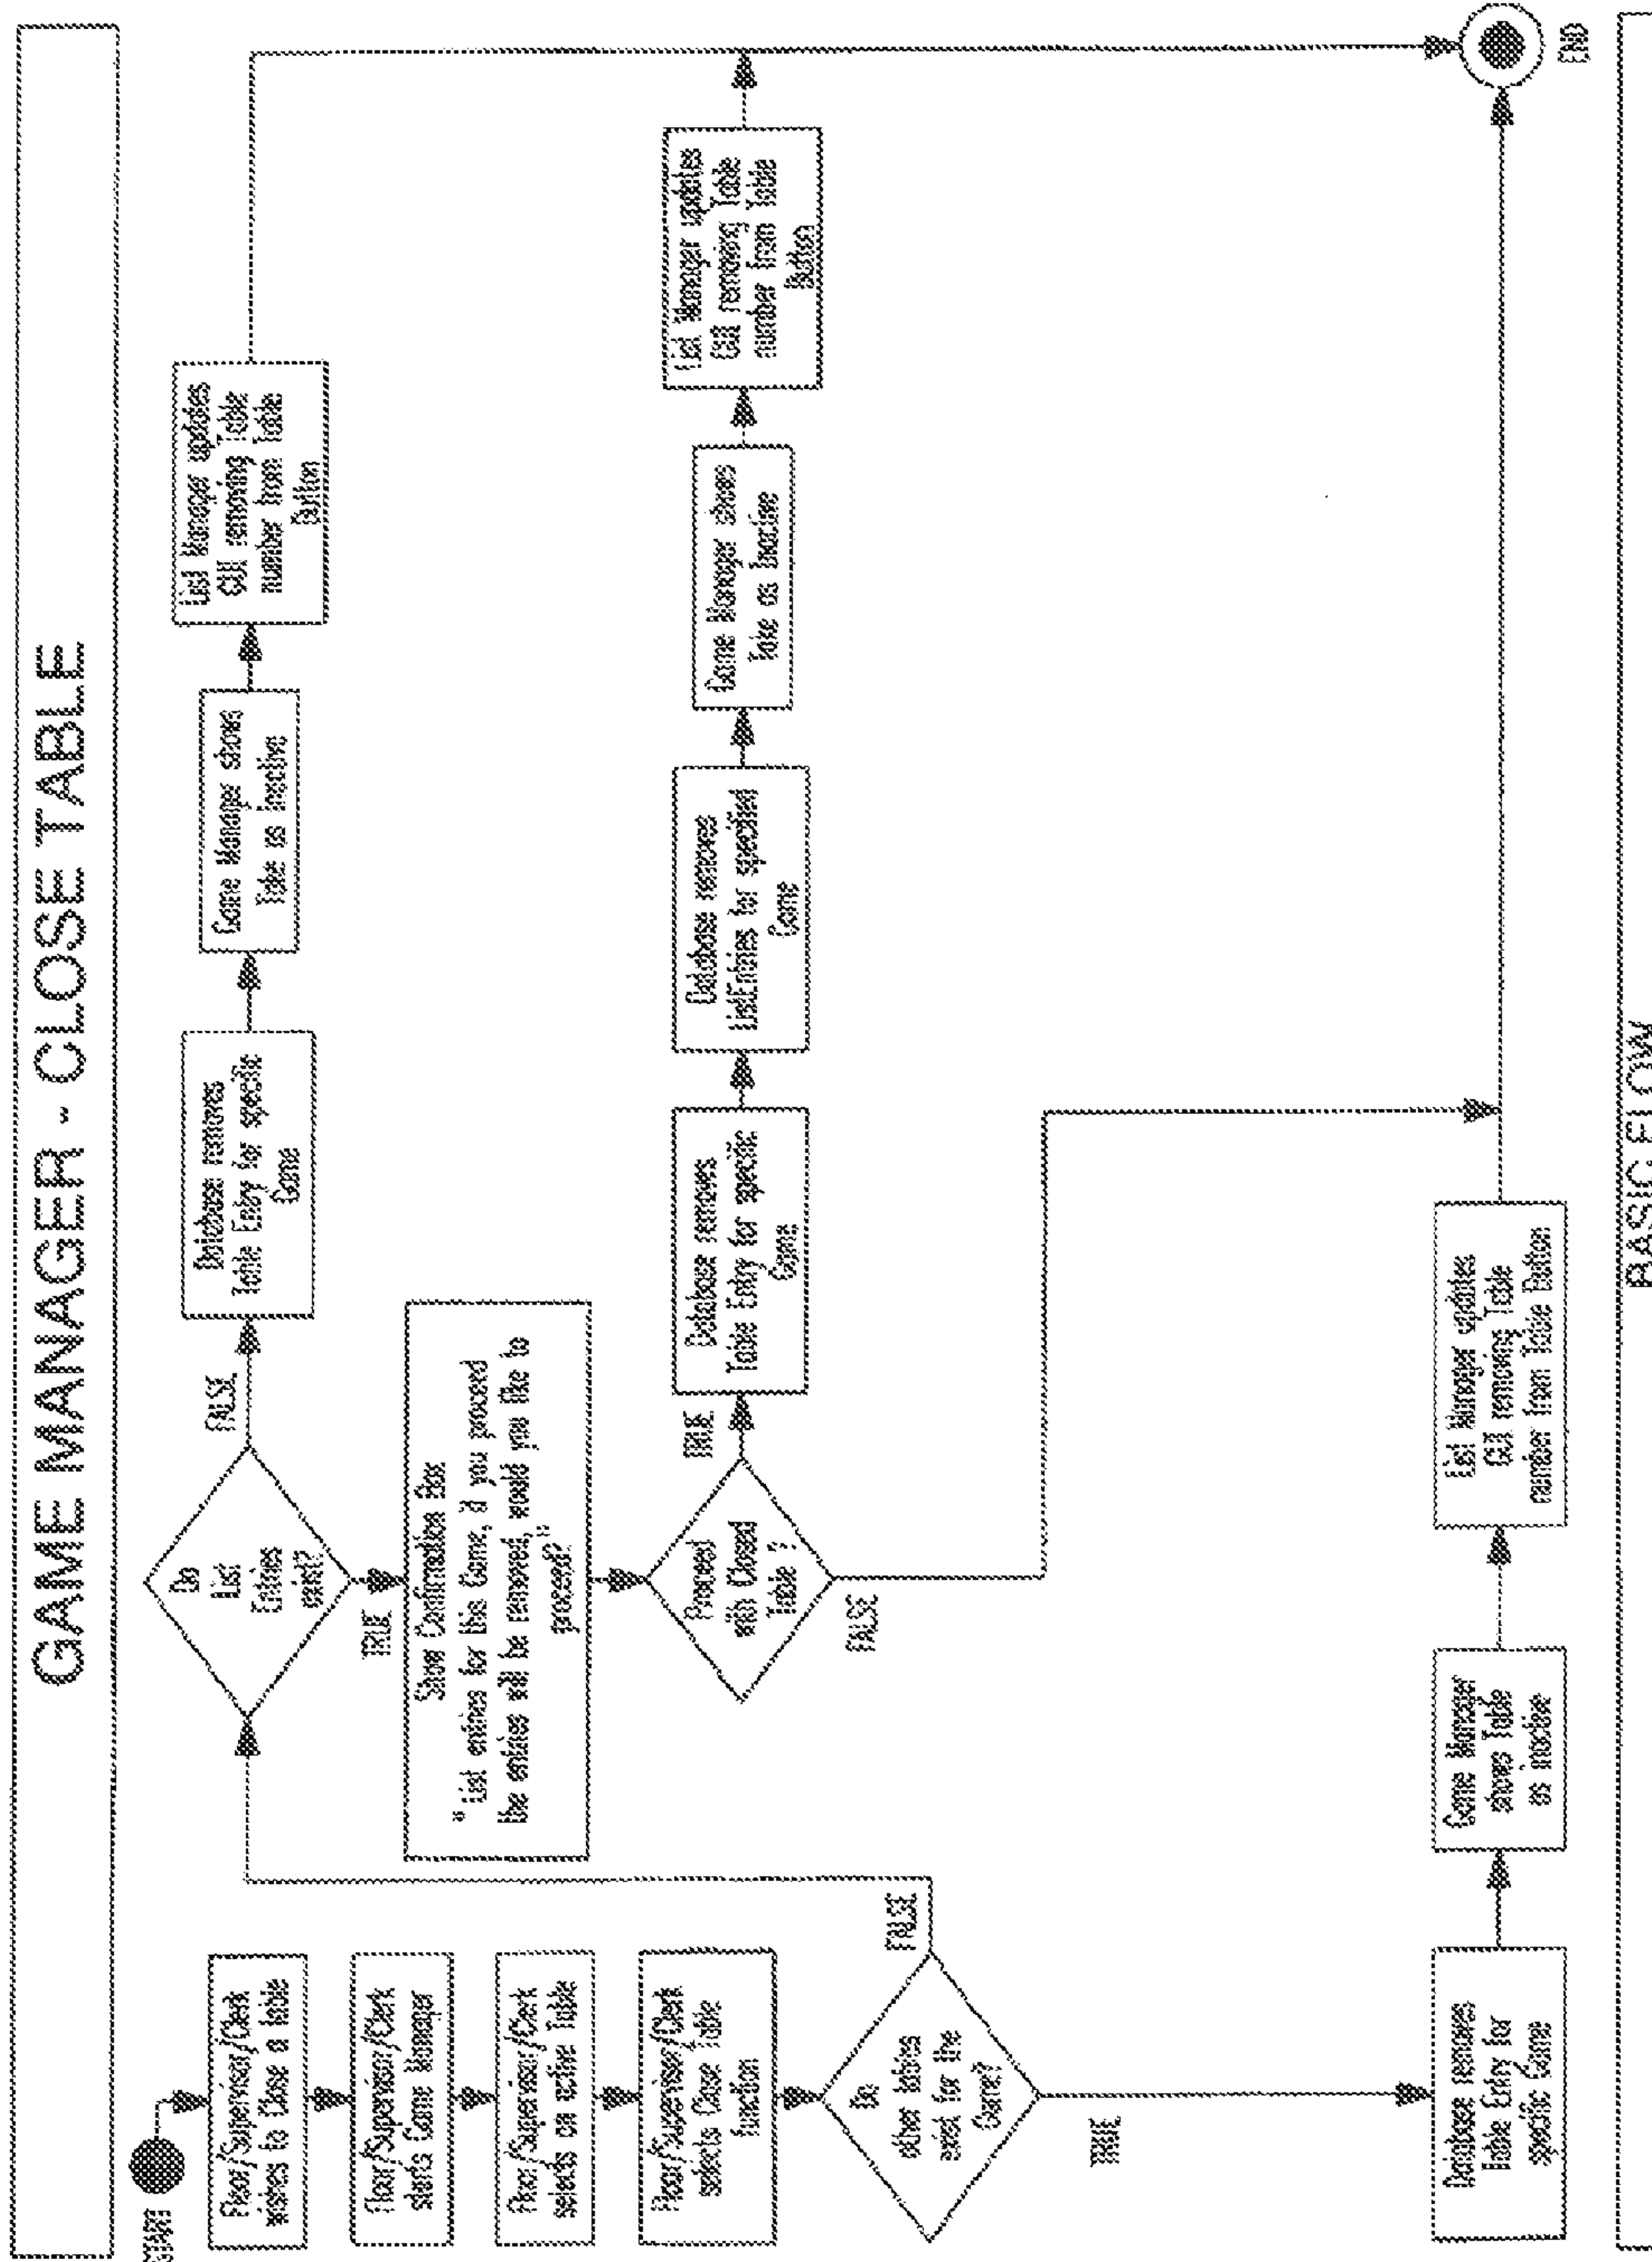 GAME MANAGER - CLOSE TABLE
START
Floor/Supervisor/Clerk
wishes to Close a table
Floor/Supervisor/Clerk
starts Game Manager
Floor/Supervisor/Clerk
selects an active Table
Floor/Supervisor/Clerk
selects Close Table
function
Do
other tables
exist for the
Game?
FALSE
TRUE
Do
List
Entries
exist?
FALSE
TRUE
Database removes
Table Entry for specific
Game
Game Manager shows
Take as Inactive
List Manager updates
GUI removing Table
number from Table
Button
Show Confirmation Box
" List entries for this Game, if you proceed
the entries will be removed, would you like to
proceed?"
Proceed
with Closed
Table ?
TRUE
FALSE
Database removes
Table Entry for specific
Game
Database removes
ListEntries for specified
Game
Game Manager shows
Take as Inactive
List Manager updates
GUI removing Table
number from Table
Button
Database removes
Table Entry for
specific Game
Game Manager
shows Table
as inactive
List Manager updates
GUI removing Table
number from Table Button
END
BASIC FLOW